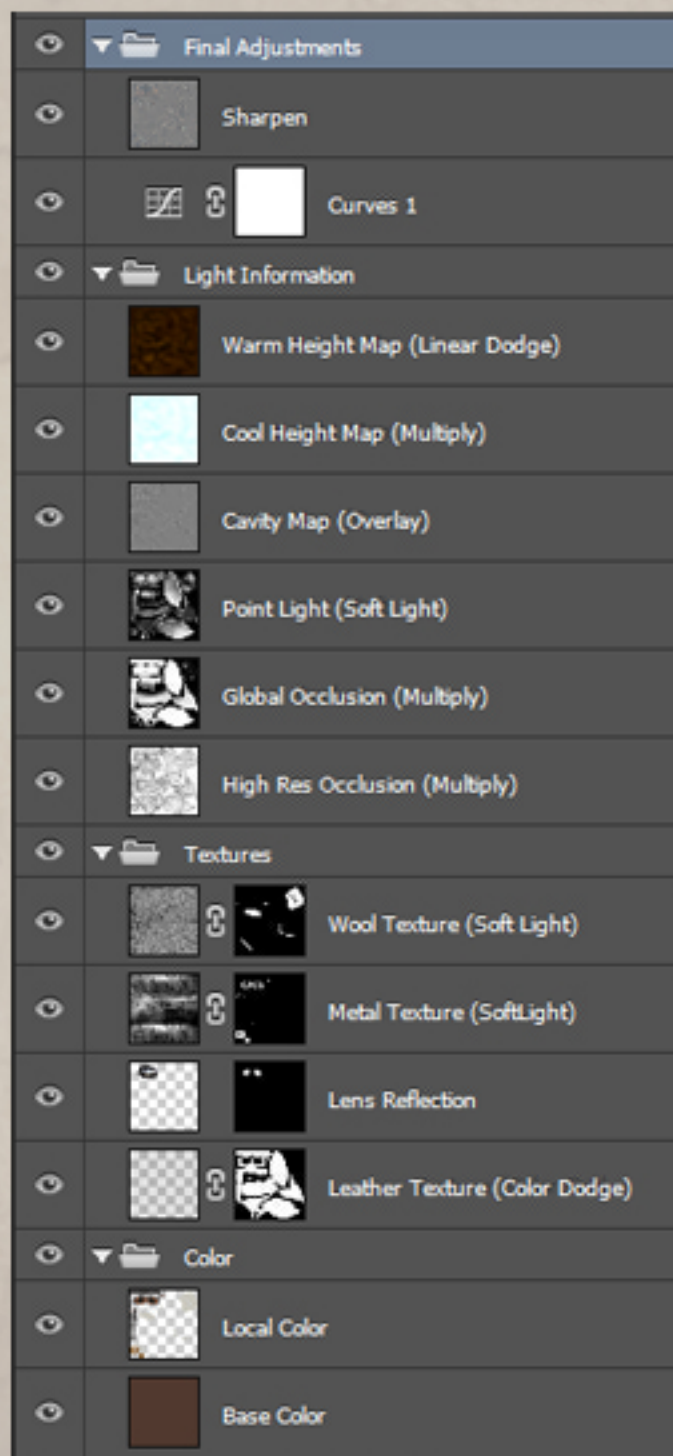 Final Adjustments
Sharpen
Curves 1
Light Information
Warm Height Map (Linear Dodge)
Cool Height Map (Multiply)
Cavity Map (Overlay)
Point Light (Soft Light)
Global Occlusion (Multiply)
High Res Occlusion (Multiply)
Textures
Wool Texture (Soft Light)
Metal Texture (SoftLight)
Lens Reflection
Leather Texture (Color Dodge)
Color
Local Color
Base Color